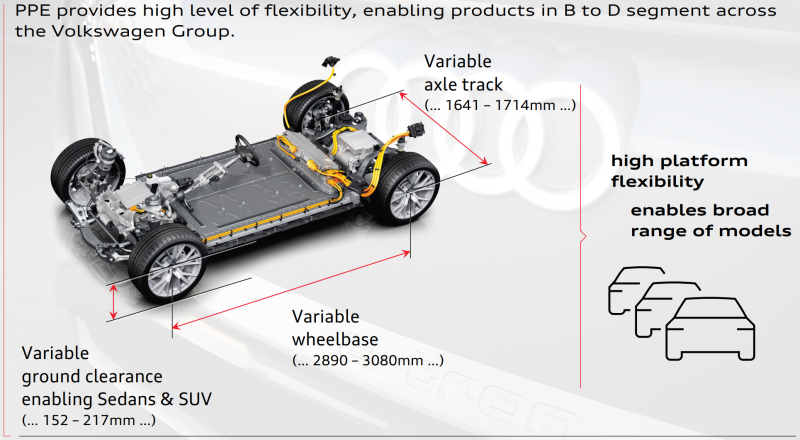 PPE provides high level of flexibility, enabling products in B to D segment across
the Volkswagen Group.
Variable
axle track
(... 1641 – 1714mm ...)
high platform
flexibility
enables broad
range of models
Variable
wheelbase
(... 2890 – 3080mm ...)
Variable
ground clearance
enabling Sedans & SUV
(... 152 – 217mm ...)